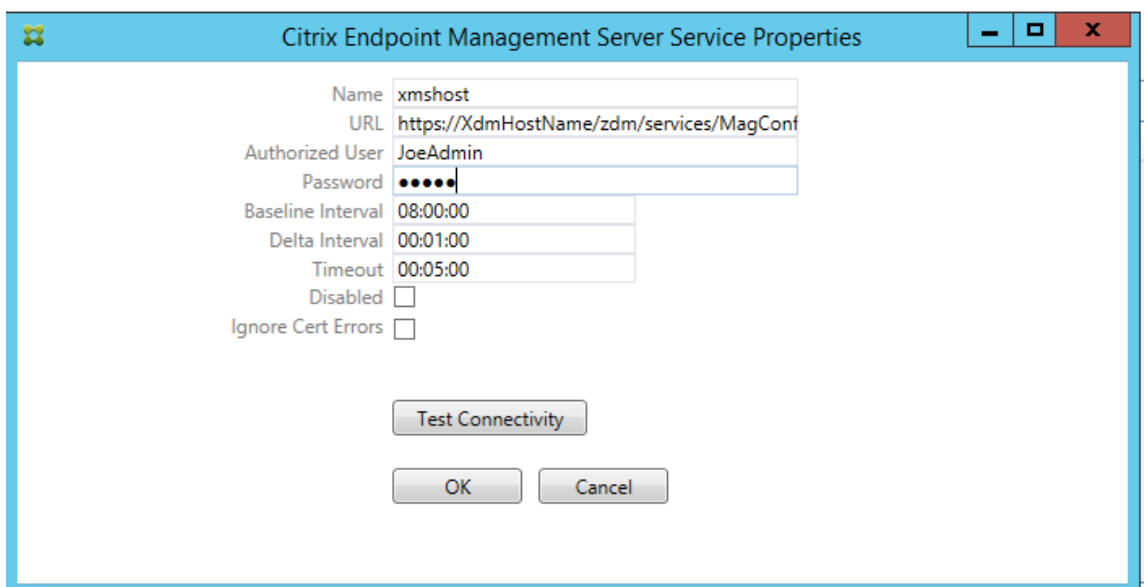 Citrix Endpoint Management Server Service Properties
Name xmshost
URL https://XdmHostName/zdm/services/MagConf
Authorized User JoeAdmin
Password •••••
Baseline Interval 08:00:00
Delta Interval 00:01:00
Timeout 00:05:00
Disabled
Ignore Cert Errors
Test Connectivity
OK Cancel